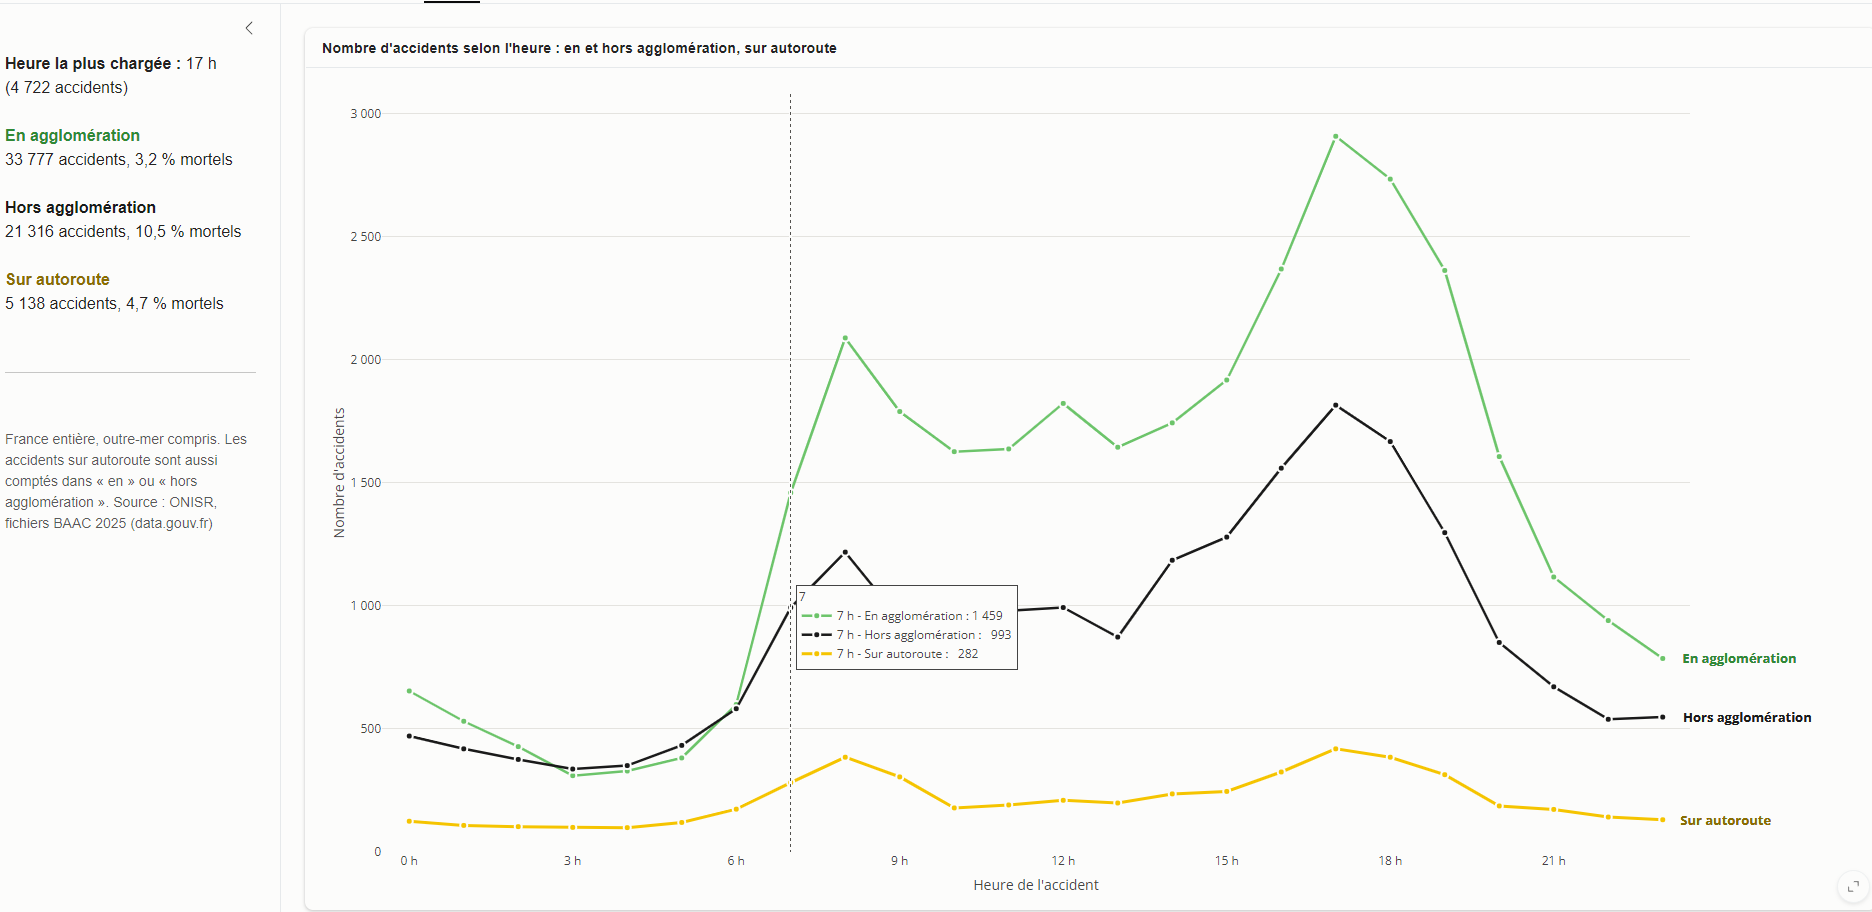 Heure la plus chargée : 17 h
(4 722 accidents)
En agglomération
33 777 accidents, 3,2 % mortels
Hors agglomération
21 316 accidents, 10,5 % mortels
Sur autoroute
5 138 accidents, 4,7 % mortels
France entière, outre-mer compris. Les
accidents sur autoroute sont aussi
comptés dans « en » ou « hors
agglomération ». Source : ONISR,
fichiers BAAC 2025 (data.gouv.fr)
Nombre d'accidents selon l'heure : en et hors agglomération, sur autoroute
Nombre d'accidents
3 000
2 500
2 000
1 500
1 000
500
0
7
7 h - En agglomération : 1 459
7 h - Hors agglomération : 993
7 h - Sur autoroute : 282
En agglomération
Hors agglomération
Sur autoroute
0 h
3 h
6 h
9 h
12 h
15 h
18 h
21 h
Heure de l'accident